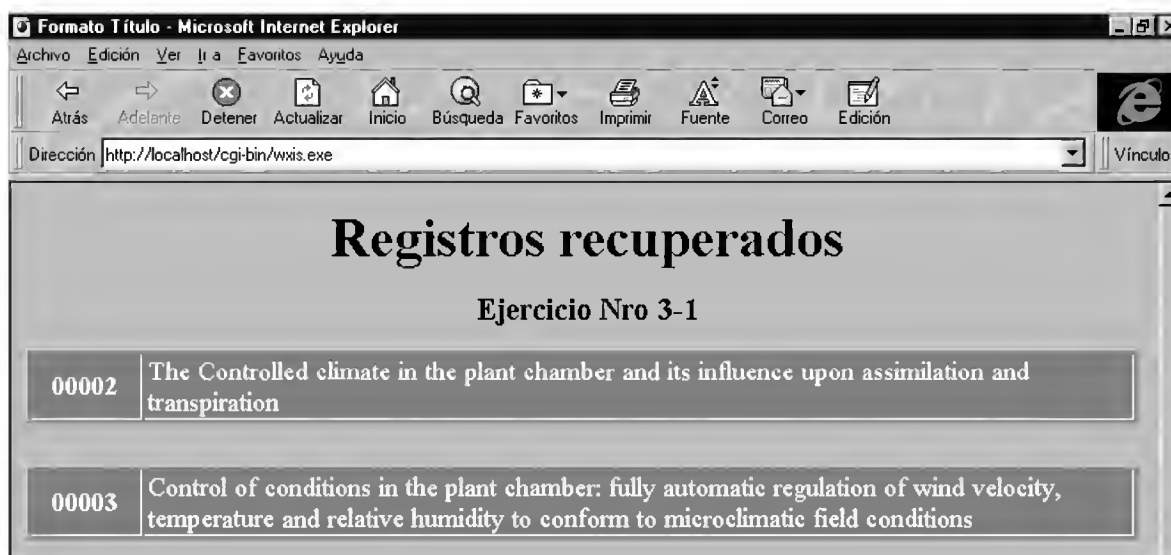 Formato Título - Microsoft Internet Explorer
Archivo Edición Ver Ir a Favoritos Ayuda
Atrás Adelante Detener Actualizar Inicio Búsqueda Favoritos Imprimir Fuente Correo Edición
Dirección http://localhost/cgi-bin/wxis.exe Vínculo
Registros recuperados
Ejercicio Nro 3-1
00002 The Controlled climate in the plant chamber and its influence upon assimilation and
transpiration
00003 Control of conditions in the plant chamber: fully automatic regulation of wind velocity,
temperature and relative humidity to conform to microclimatic field conditions